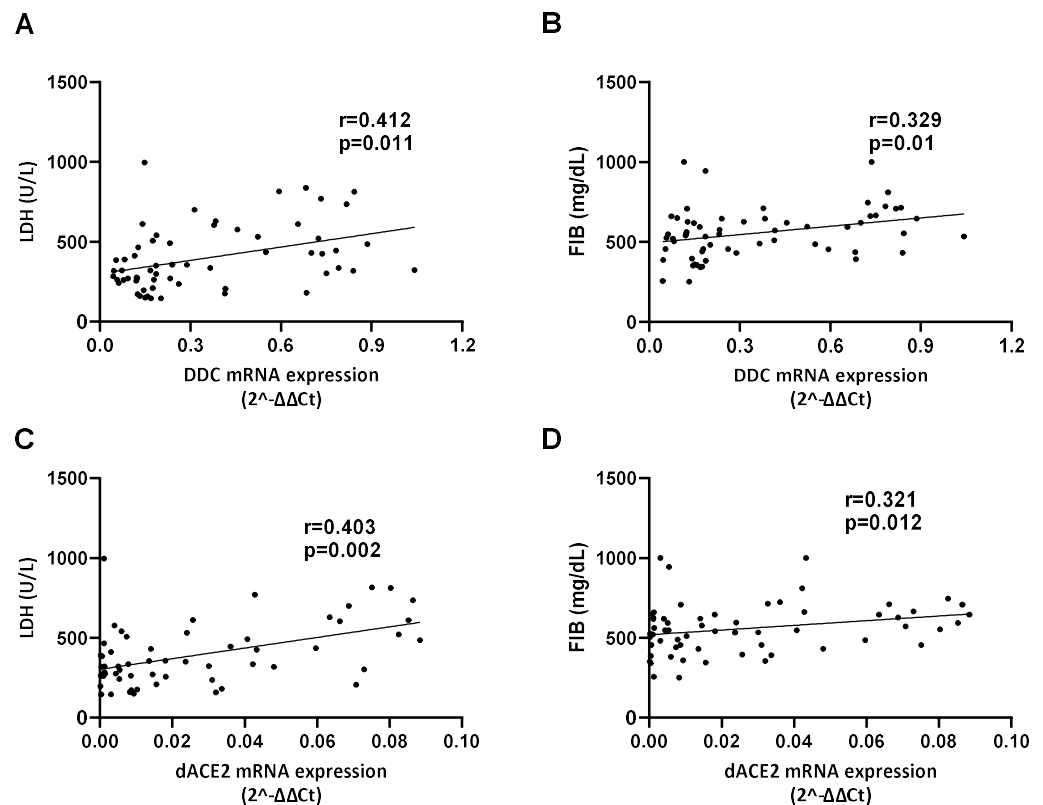 A
B
1500
1000
500
0
LDH (U/L)
r=0.412
p=0.011
0.0 0.3 0.6 0.9 1.2
DDC mRNA expression
(2^-ΔΔCt)
1500
1000
500
0
FIB (mg/dL)
r=0.329
p=0.01
0.0 0.3 0.6 0.9 1.2
DDC mRNA expression
(2^-ΔΔCt)
C
D
1500
1000
500
0
LDH (U/L)
r=0.403
p=0.002
0.00 0.02 0.04 0.06 0.08 0.10
dACE2 mRNA expression
(2^-ΔΔCt)
1500
1000
500
0
FIB (mg/dL)
r=0.321
p=0.012
0.00 0.02 0.04 0.06 0.08 0.10
dACE2 mRNA expression
(2^-ΔΔCt)